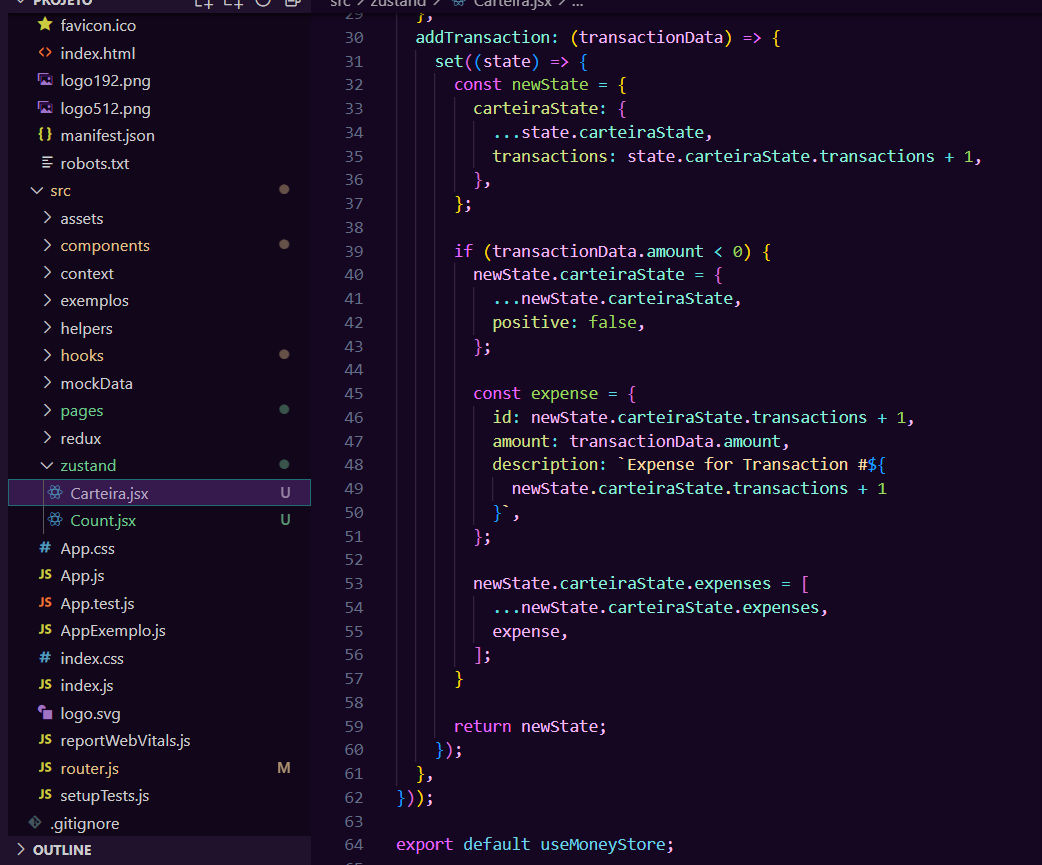 PROJETO
favicon.ico
<> index.html
logo192.png
logo512.png
{} manifest.json
robots.txt
src
assets
components
context
exemplos
helpers
hooks
mockData
pages
redux
zustand
Carteira.jsx U
Count.jsx U
# App.css
JS App.js
JS App.test.js
JS AppExemplo.js
# index.css
JS index.js
logo.svg
JS reportWebVitals.js
JS router.js M
JS setupTests.js
.gitignore
OUTLINE
src > zustand > Carteira.jsx > ...
29 },
30 addTransaction: (transactionData) => {
31 set((state) => {
32 const newState = {
33 carteiraState: {
34 ...state.carteiraState,
35 transactions: state.carteiraState.transactions + 1,
36 },
37 };
38
39 if (transactionData.amount < 0) {
40 newState.carteiraState = {
41 ...newState.carteiraState,
42 positive: false,
43 };
44
45 const expense = {
46 id: newState.carteiraState.transactions + 1,
47 amount: transactionData.amount,
48 description: `Expense for Transaction #${
49 newState.carteiraState.transactions + 1
50 }`,
51 };
52
53 newState.carteiraState.expenses = [
54 ...newState.carteiraState.expenses,
55 expense,
56 ];
57 }
58
59 return newState;
60 });
61 },
62 }));
63
64 export default useMoneyStore;